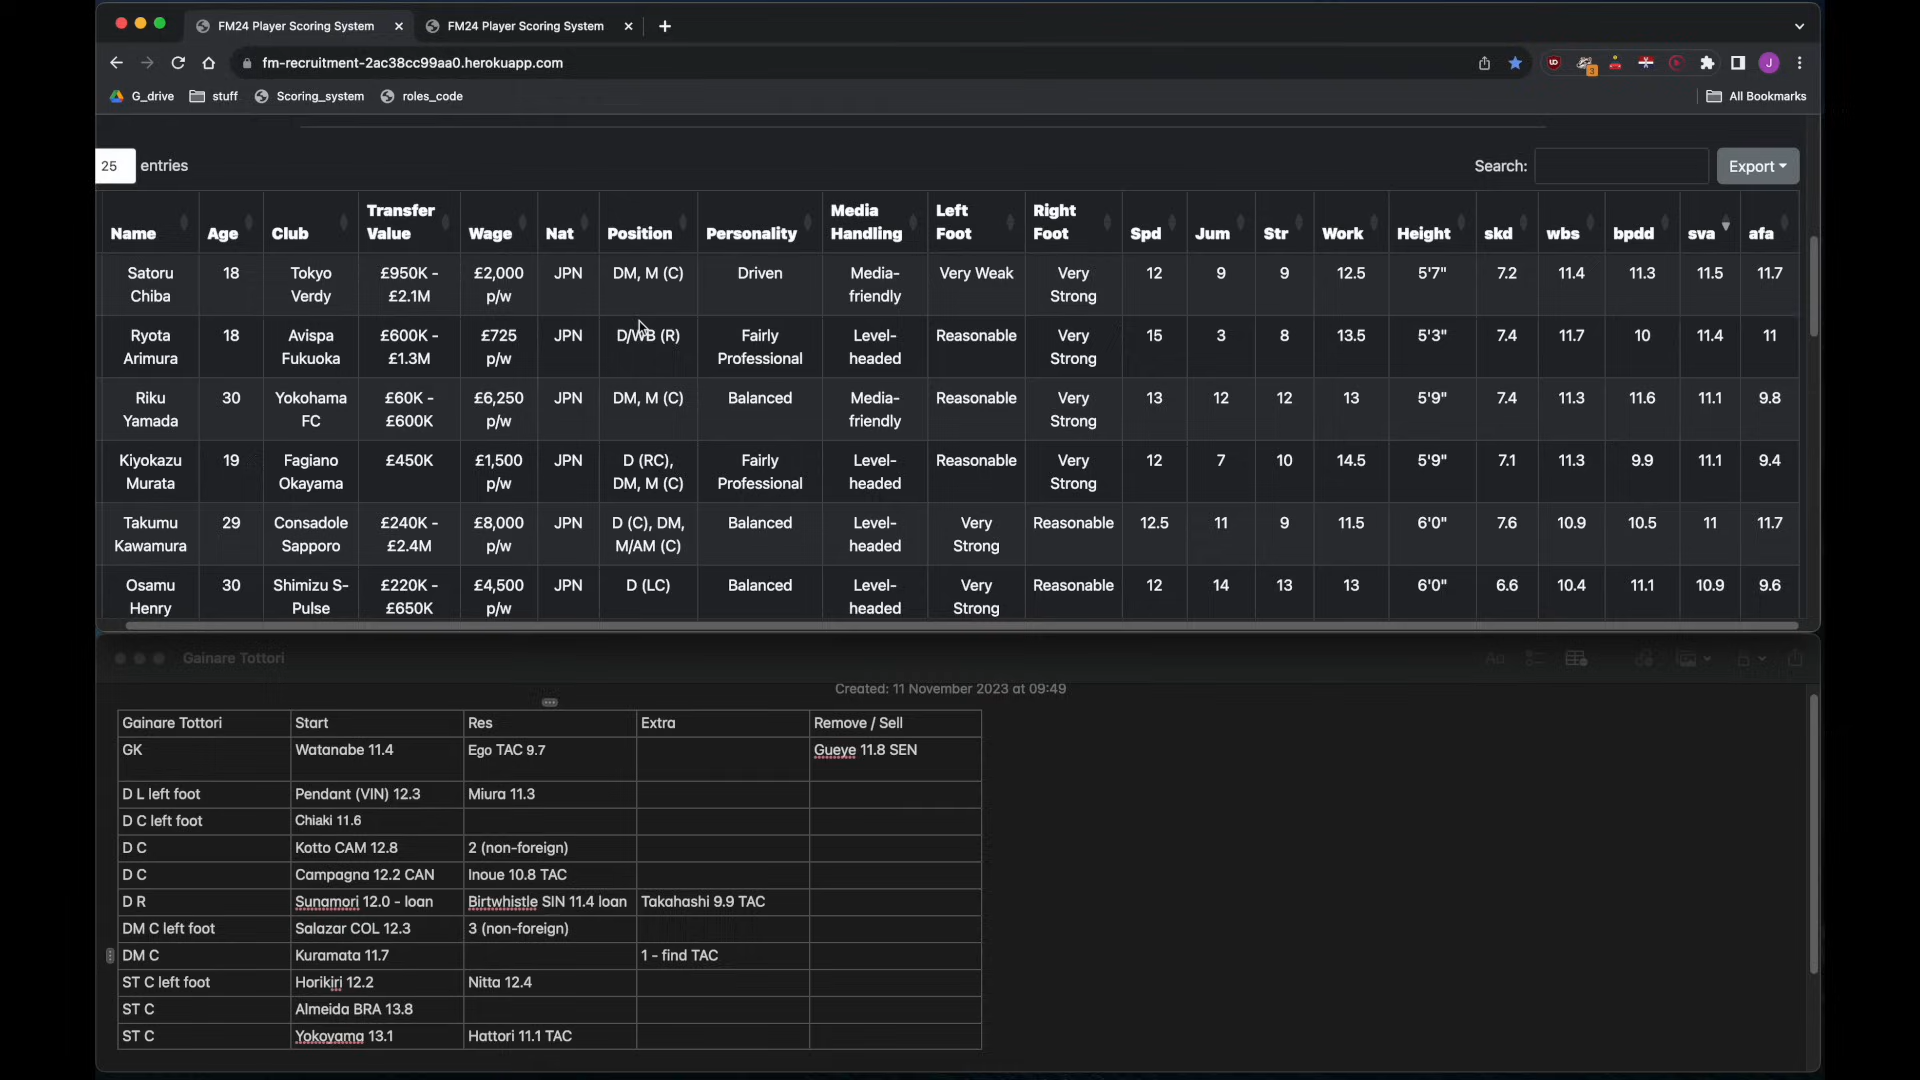 FM24 Player Scoring System
FM24 Player Scoring System
fm-recruitment-2ac38cc99aa0.herokuapp.com
3
J
G_drive stuff Scoring_system roles_code All Bookmarks
25 entries Search: Export
Name Age Club Transfer Value Wage Nat Position Personality Media Handling Left Foot Right Foot Spd Jum Str Work Height skd wbs bpdd sva afa
Satoru Chiba 18 Tokyo Verdy £950K - £2.1M £2,000 p/w JPN DM, M (C) Driven Media-friendly Very Weak Very Strong 12 9 9 12.5 5'7" 7.2 11.4 11.3 11.5 11.7
Ryota Arimura 18 Avispa Fukuoka £600K - £1.3M £725 p/w JPN D/WB (R) Fairly Professional Level-headed Reasonable Very Strong 15 3 8 13.5 5'3" 7.4 11.7 10 11.4 11
Riku Yamada 30 Yokohama FC £60K - £600K £6,250 p/w JPN DM, M (C) Balanced Media-friendly Reasonable Very Strong 13 12 12 13 5'9" 7.4 11.3 11.6 11.1 9.8
Kiyokazu Murata 19 Fagiano Okayama £450K £1,500 p/w JPN D (RC), DM, M (C) Fairly Professional Level-headed Reasonable Very Strong 12 7 10 14.5 5'9" 7.1 11.3 9.9 11.1 9.4
Takumu Kawamura 29 Consadole Sapporo £240K - £2.4M £8,000 p/w JPN D (C), DM, M/AM (C) Balanced Level-headed Very Strong Reasonable 12.5 11 9 11.5 6'0" 7.6 10.9 10.5 11 11.7
Osamu Henry 30 Shimizu S-Pulse £220K - £650K £4,500 p/w JPN D (LC) Balanced Level-headed Very Strong Reasonable 12 14 13 13 6'0" 6.6 10.4 11.1 10.9 9.6
Gainare Tottori
Aa
Created: 11 November 2023 at 09:49
Gainare Tottori Start Res Extra Remove / Sell
GK Watanabe 11.4 Ego TAC 9.7 Gueye 11.8 SEN
D L left foot Pendant (VIN) 12.3 Miura 11.3
D C left foot Chiaki 11.6
D C Kotto CAM 12.8 2 (non-foreign)
D C Campagna 12.2 CAN Inoue 10.8 TAC
D R Sunamori 12.0 - loan Birtwhistle SIN 11.4 loan Takahashi 9.9 TAC
DM C left foot Salazar COL 12.3 3 (non-foreign)
DM C Kuramata 11.7 1 - find TAC
ST C left foot Horikiri 12.2 Nitta 12.4
ST C Almeida BRA 13.8
ST C Yokoyama 13.1 Hattori 11.1 TAC